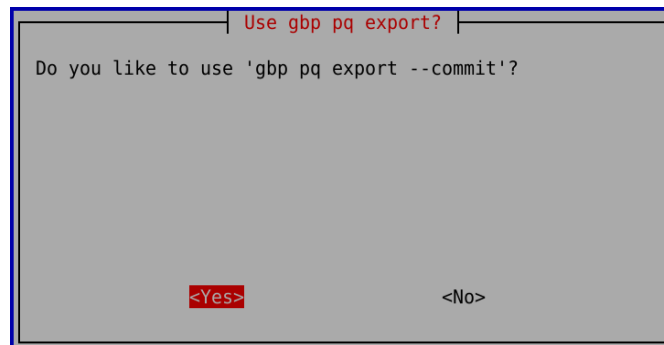 Use gbp pq export?
Do you like to use 'gbp pq export --commit'?
<Yes> <No>